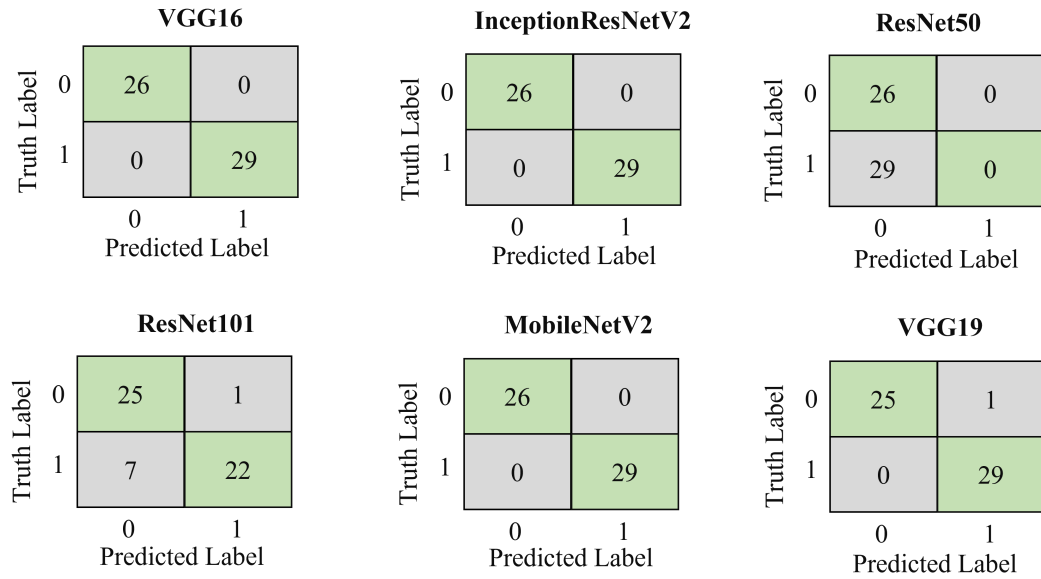 VGG16
Truth Label
0 26 0
1 0 29
0 1
Predicted Label
InceptionResNetV2
Truth Label
0 26 0
1 0 29
0 1
Predicted Label
ResNet50
Truth Label
0 26 0
1 29 0
0 1
Predicted Label
ResNet101
Truth Label
0 25 1
1 7 22
0 1
Predicted Label
MobileNetV2
Truth Label
0 26 0
1 0 29
0 1
Predicted Label
VGG19
Truth Label
0 25 1
1 0 29
0 1
Predicted Label